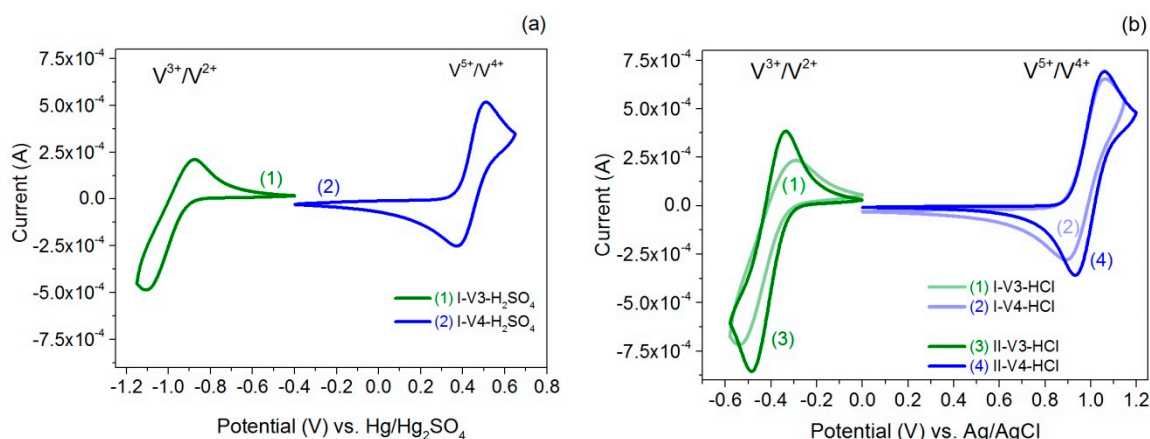 (a)
7.5x10⁻⁴
5.0x10⁻⁴
2.5x10⁻⁴
0.0
-2.5x10⁻⁴
-5.0x10⁻⁴
-7.5x10⁻⁴
Current (A)
V³⁺/V²⁺
V⁵⁺/V⁴⁺
(1)
(2)
(1) I-V3-H₂SO₄
(2) I-V4-H₂SO₄
-1.2 -1.0 -0.8 -0.6 -0.4 -0.2 0.0 0.2 0.4 0.6 0.8
Potential (V) vs. Hg/Hg₂SO₄
(b)
7.5x10⁻⁴
5.0x10⁻⁴
2.5x10⁻⁴
0.0
-2.5x10⁻⁴
-5.0x10⁻⁴
-7.5x10⁻⁴
Current (A)
V³⁺/V²⁺
V⁵⁺/V⁴⁺
(1)
(2)
(3)
(4)
(1) I-V3-HCl
(2) I-V4-HCl
(3) II-V3-HCl
(4) II-V4-HCl
-0.6 -0.4 -0.2 0.0 0.2 0.4 0.6 0.8 1.0 1.2
Potential (V) vs. Ag/AgCl